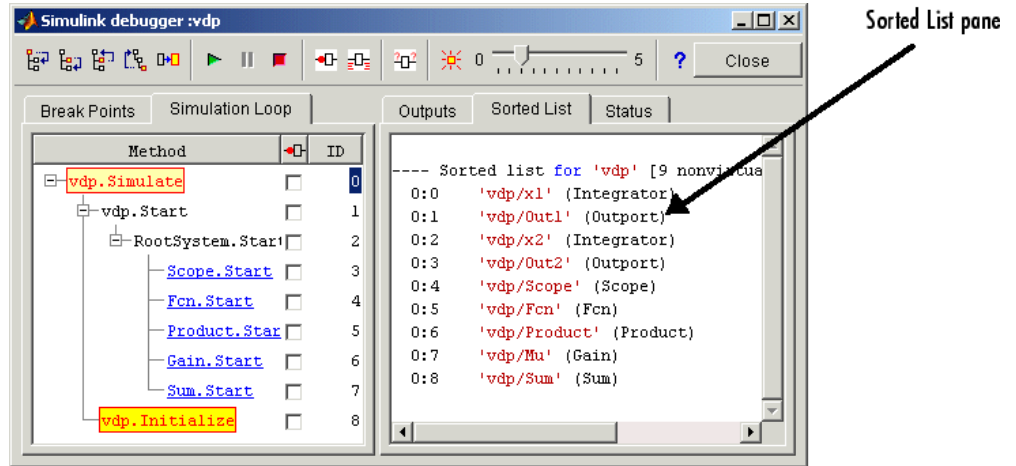 Simulink debugger :vdp
Sorted List pane
0 5 ? Close
Break Points Simulation Loop
Outputs Sorted List Status
Method ID
vdp.Simulate 0
vdp.Start 1
RootSystem.Star 2
Scope.Start 3
Fcn.Start 4
Product.Star 5
Gain.Start 6
Sum.Start 7
vdp.Initialize 8
---- Sorted list for 'vdp' [9 nonvirtua
0:0 'vdp/x1' (Integrator)
0:1 'vdp/Out1' (Outport)
0:2 'vdp/x2' (Integrator)
0:3 'vdp/Out2' (Outport)
0:4 'vdp/Scope' (Scope)
0:5 'vdp/Fcn' (Fcn)
0:6 'vdp/Product' (Product)
0:7 'vdp/Mu' (Gain)
0:8 'vdp/Sum' (Sum)